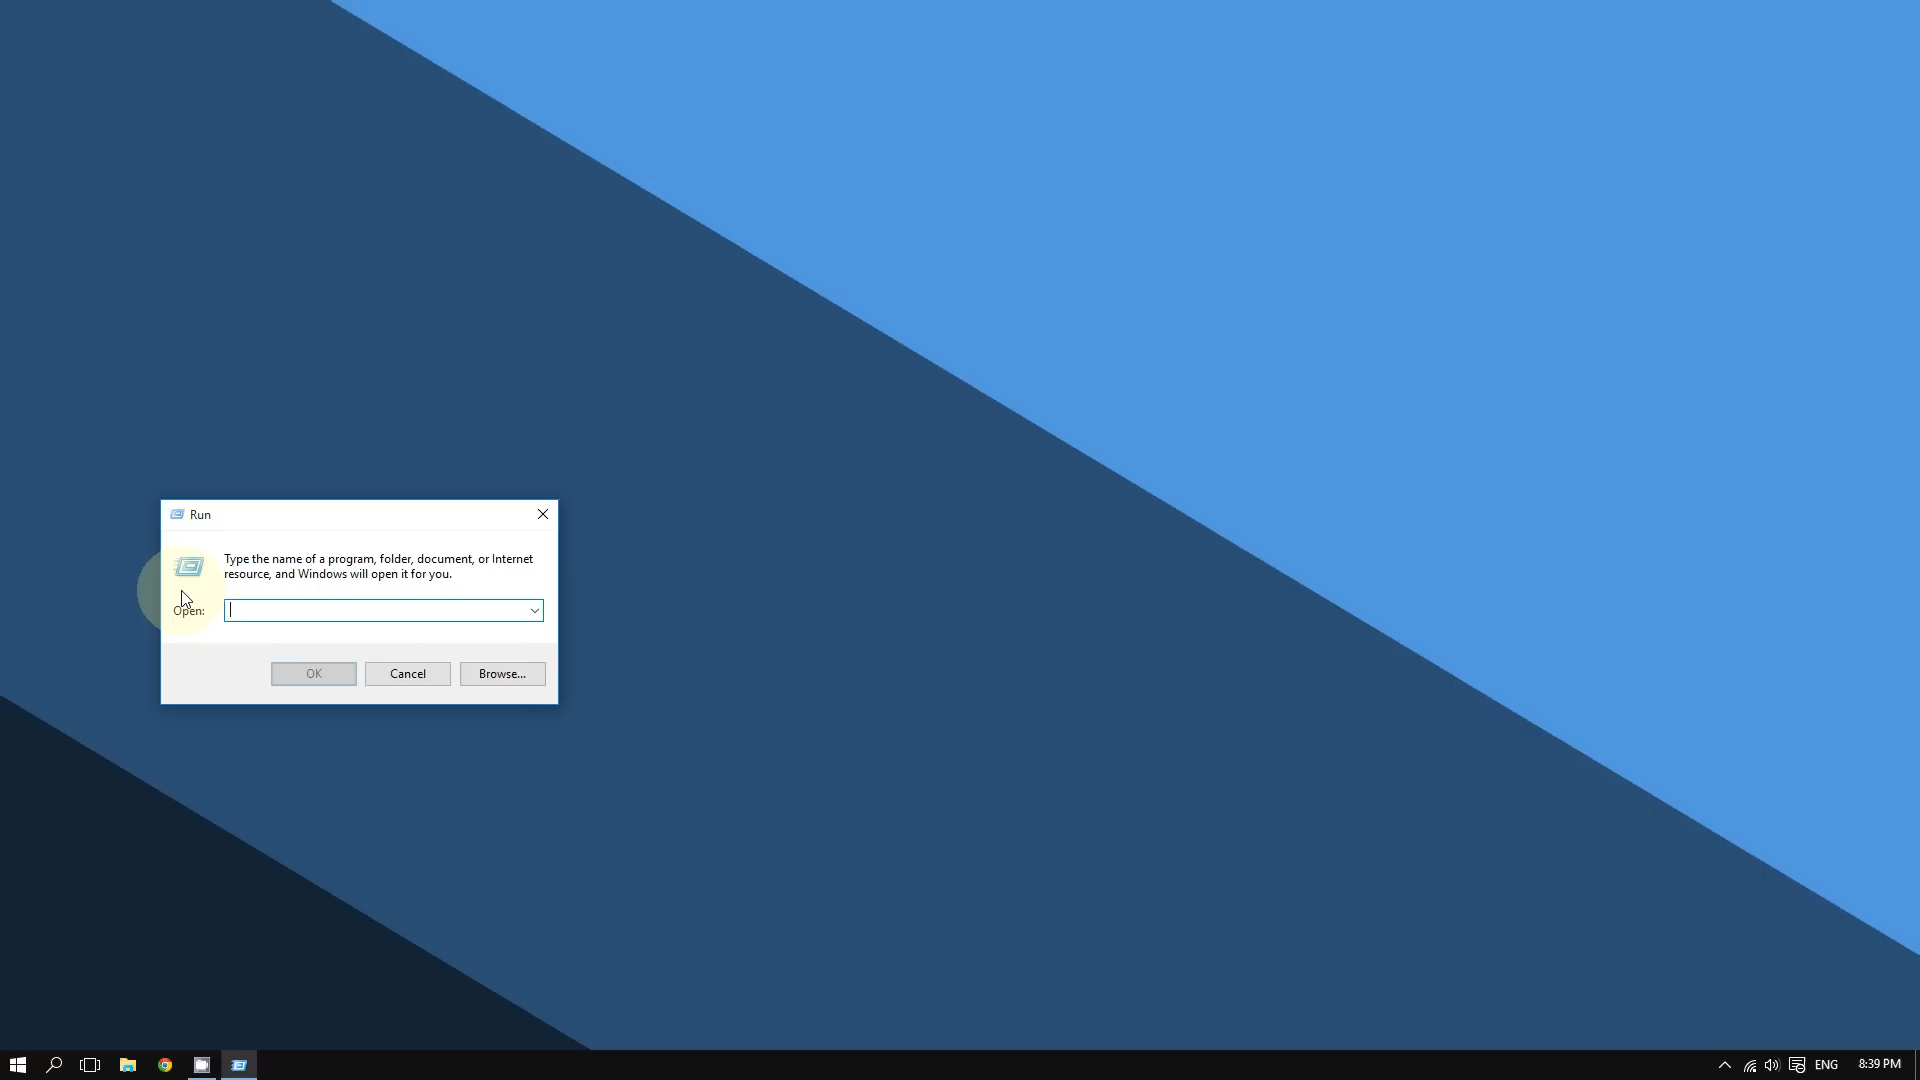 Run
Type the name of a program, folder, document, or Internet
resource, and Windows will open it for you.
Open:
OK
Cancel
Browse...
ENG
8:39 PM